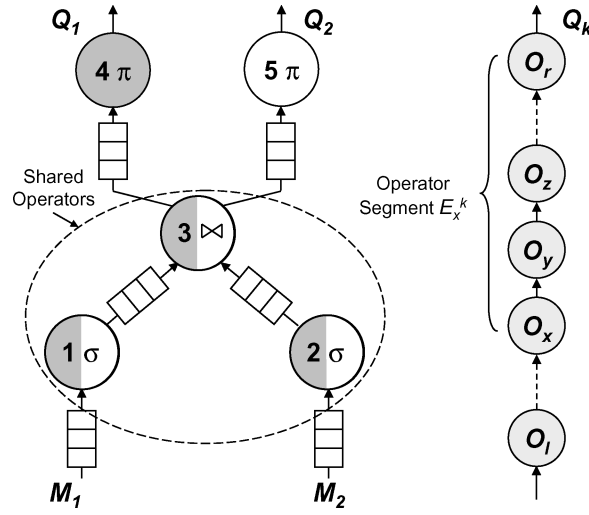 Q1
Q2
4 π
5 π
Shared
Operators
3 ⋈
1 σ
2 σ
M1
M2
Qk
Or
Oz
Operator
Segment Exk
Oy
Ox
Ol